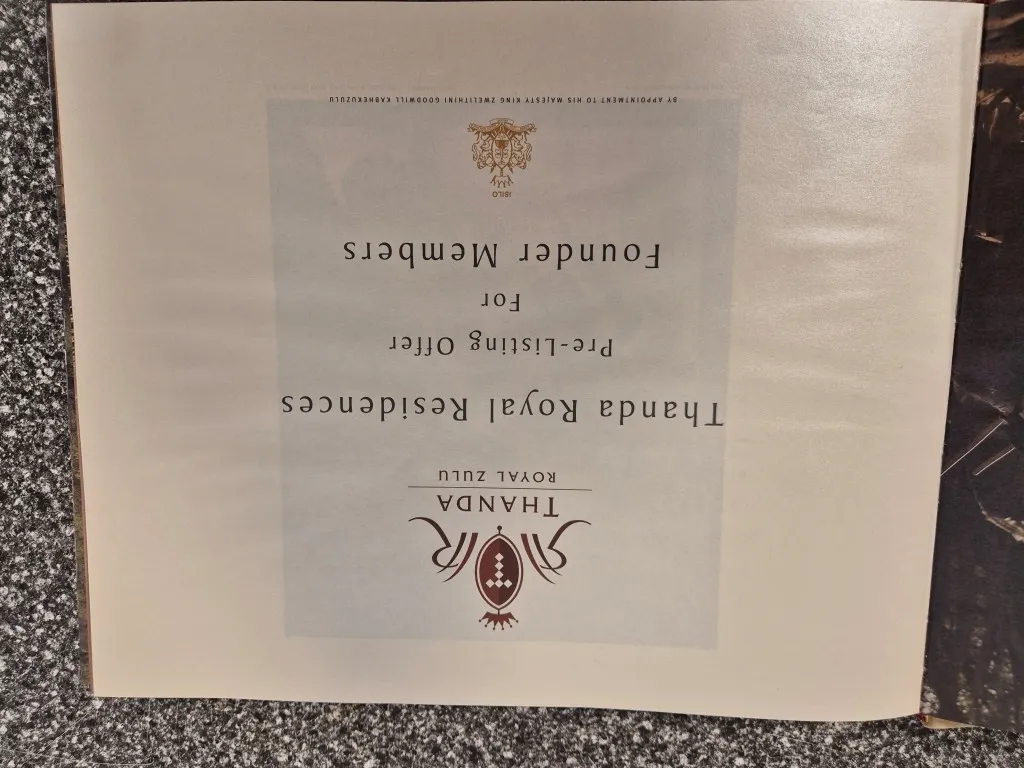 THANDA
ROYAL ZULU
Thanda Royal Residences
Pre-Listing Offer
For
Founder Members
IBILO
BY APPOINTMENT TO HIS MAJESTY KING ZWELITHINI GOODWILL KABHEKUZULU